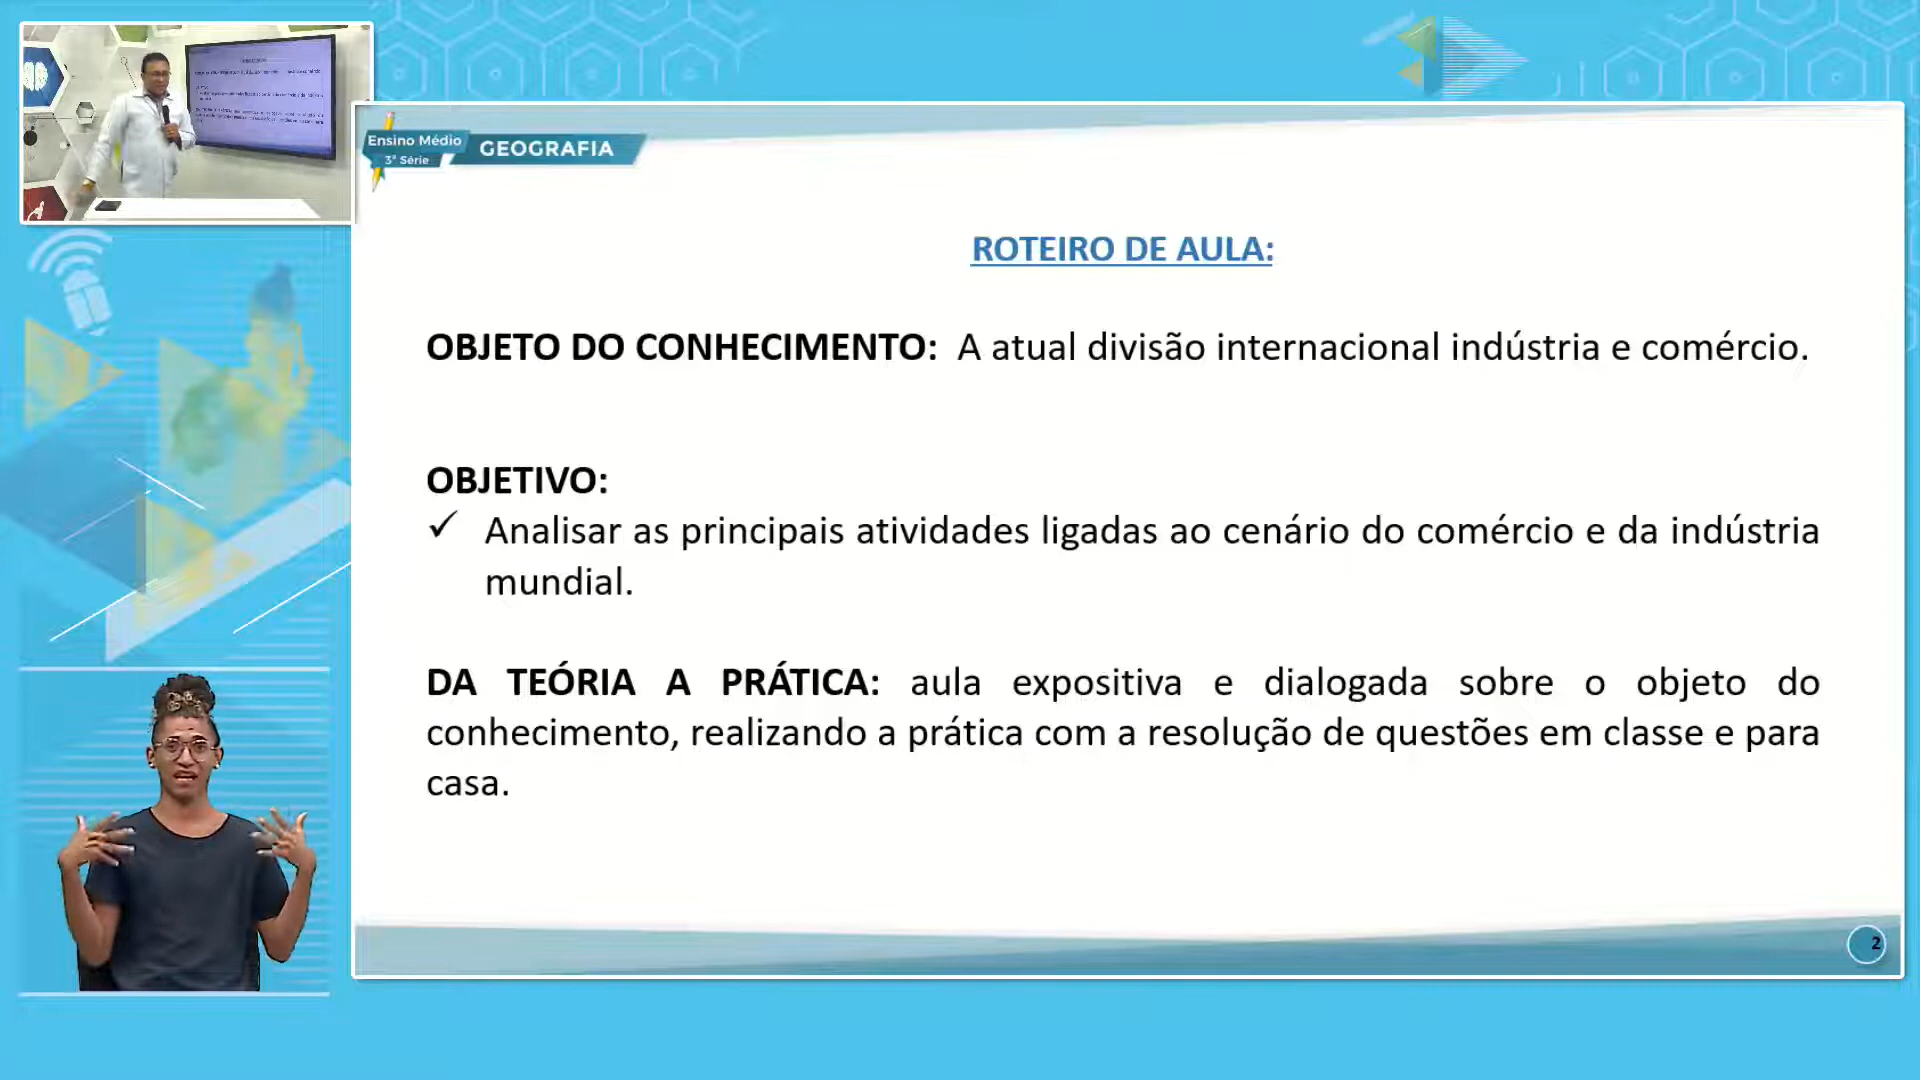 Ensino Médio
3ª Série
GEOGRAFIA
ROTEIRO DE AULA:
OBJETO DO CONHECIMENTO: A atual divisão internacional indústria e comércio.
OBJETIVO:
✓ Analisar as principais atividades ligadas ao cenário do comércio e da indústria
mundial.
DA TEÓRIA A PRÁTICA: aula expositiva e dialogada sobre o objeto do
conhecimento, realizando a prática com a resolução de questões em classe e para
casa.
2